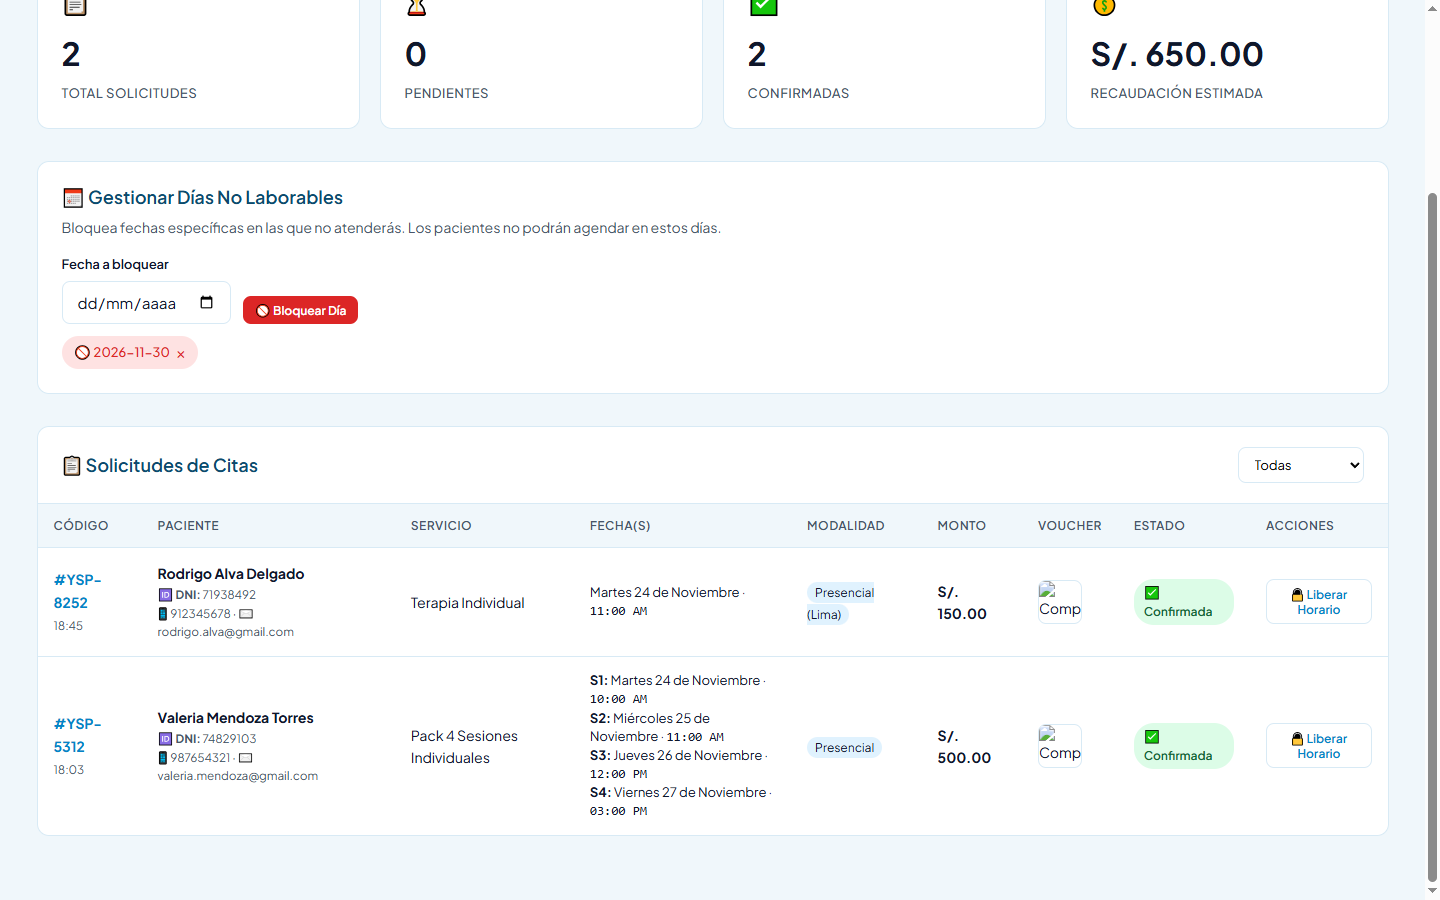 2
TOTAL SOLICITUDES
0
PENDIENTES
2
CONFIRMADAS
S/. 650.00
RECAUDACIÓN ESTIMADA
Gestionar Días No Laborables
Bloquea fechas específicas en las que no atenderás. Los pacientes no podrán agendar en estos días.
Fecha a bloquear
dd/mm/aaaa
Bloquear Día
2026-11-30 ×
Solicitudes de Citas
Todas
CÓDIGO PACIENTE SERVICIO FECHA(S) MODALIDAD MONTO VOUCHER ESTADO ACCIONES
#YSP-
8252
18:45
Rodrigo Alva Delgado
DNI: 71938492
912345678 ·
rodrigo.alva@gmail.com
Terapia Individual
Martes 24 de Noviembre ·
11:00 AM
Presencial
(Lima)
S/.
150.00
Comp
Confirmada
Liberar
Horario
#YSP-
5312
18:03
Valeria Mendoza Torres
DNI: 74829103
987654321 ·
valeria.mendoza@gmail.com
Pack 4 Sesiones
Individuales
S1: Martes 24 de Noviembre ·
10:00 AM
S2: Miércoles 25 de
Noviembre · 11:00 AM
S3: Jueves 26 de Noviembre ·
12:00 PM
S4: Viernes 27 de Noviembre ·
03:00 PM
Presencial
S/.
500.00
Comp
Confirmada
Liberar
Horario